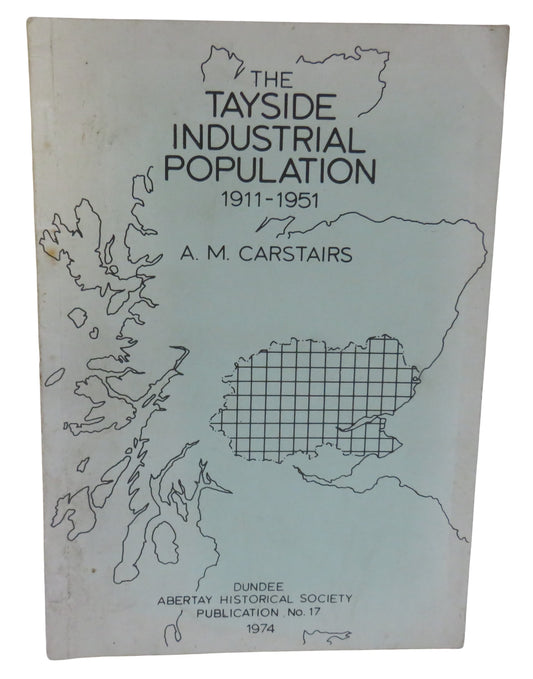 THE
TAYSIDE
INDUSTRIAL
POPULATION
1911-1951
A. M. CARSTAIRS
DUNDEE
ABERTAY HISTORICAL SOCIETY
PUBLICATION No. 17
1974